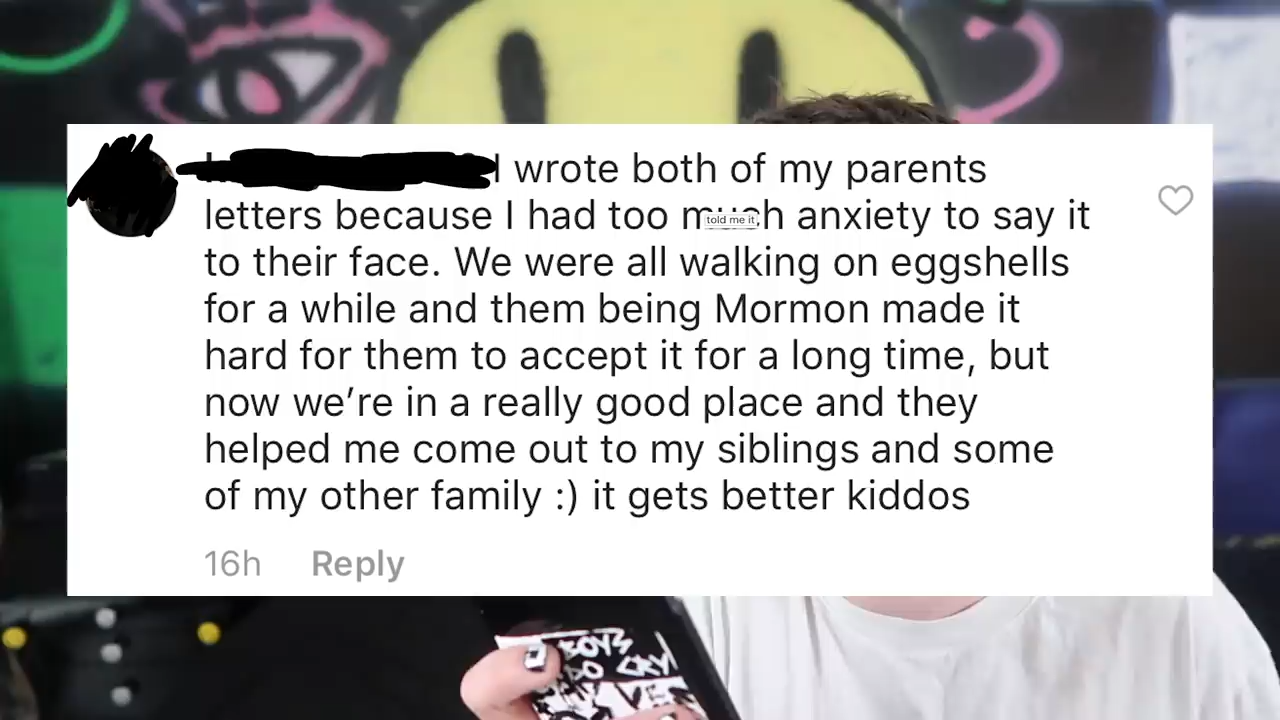 I wrote both of my parents
letters because I had too much anxiety to say it
told me it
to their face. We were all walking on eggshells
for a while and them being Mormon made it
hard for them to accept it for a long time, but
now we’re in a really good place and they
helped me come out to my siblings and some
of my other family :) it gets better kiddos
16h Reply
BOYS
DO CRY